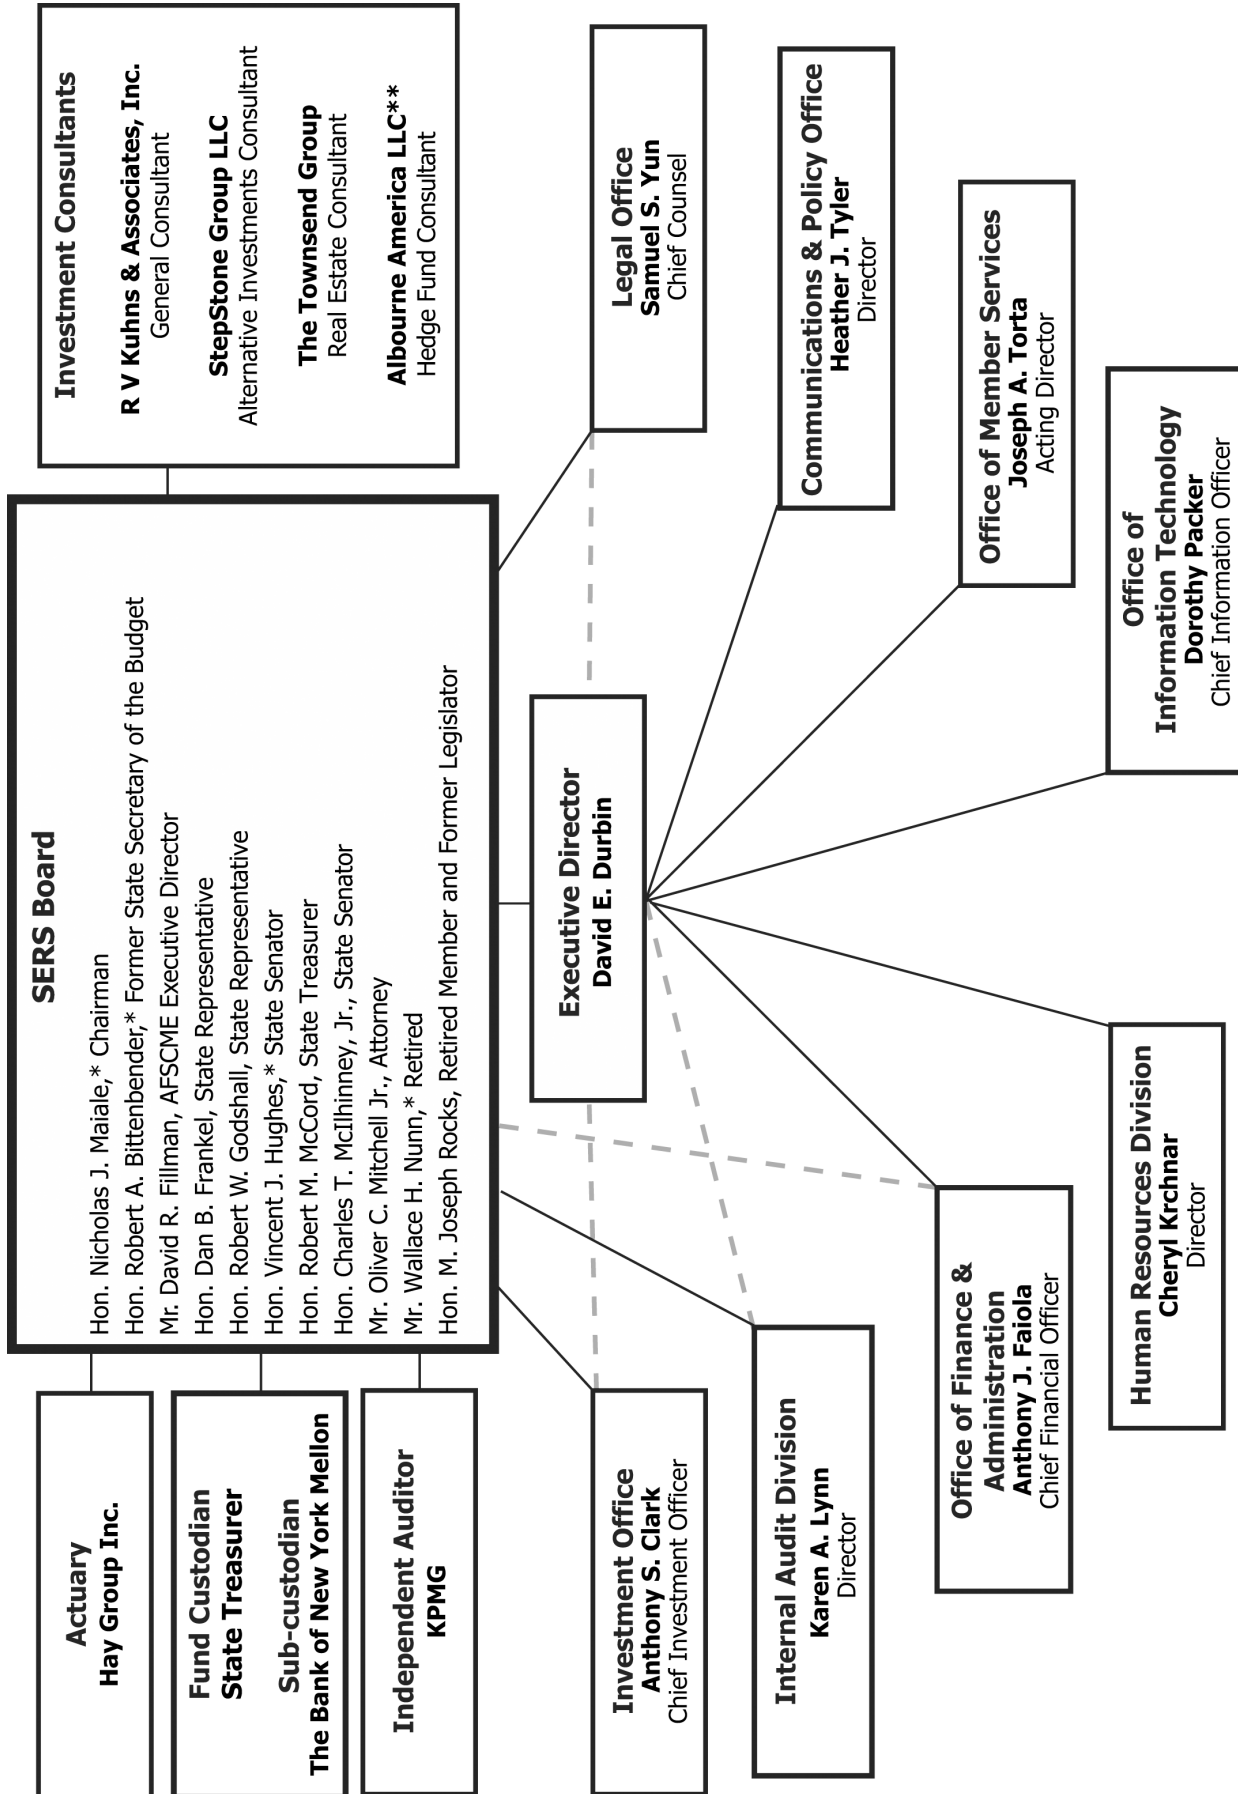 SERS Board
Hon. Nicholas J. Maiale,* Chairman
Hon. Robert A. Bittenbender,* Former State Secretary of the Budget
Mr. David R. Fillman, AFSCME Executive Director
Hon. Dan B. Frankel, State Representative
Hon. Robert W. Godshall, State Representative
Hon. Vincent J. Hughes,* State Senator
Hon. Robert M. McCord, State Treasurer
Hon. Charles T. McIlhinney, Jr., State Senator
Mr. Oliver C. Mitchell Jr., Attorney
Mr. Wallace H. Nunn,* Retired
Hon. M. Joseph Rocks, Retired Member and Former Legislator
Actuary
Hay Group Inc.
Fund Custodian
State Treasurer
Sub-custodian
The Bank of New York Mellon
Independent Auditor
KPMG
Investment Consultants
R V Kuhns & Associates, Inc.
General Consultant
StepStone Group LLC
Alternative Investments Consultant
The Townsend Group
Real Estate Consultant
Albourne America LLC**
Hedge Fund Consultant
Executive Director
David E. Durbin
Investment Office
Anthony S. Clark
Chief Investment Officer
Legal Office
Samuel S. Yun
Chief Counsel
Internal Audit Division
Karen A. Lynn
Director
Communications & Policy Office
Heather J. Tyler
Director
Office of Finance &
Administration
Anthony J. Faiola
Chief Financial Officer
Office of Member Services
Joseph A. Torta
Acting Director
Human Resources Division
Cheryl Krchnar
Director
Office of
Information Technology
Dorothy Packer
Chief Information Officer